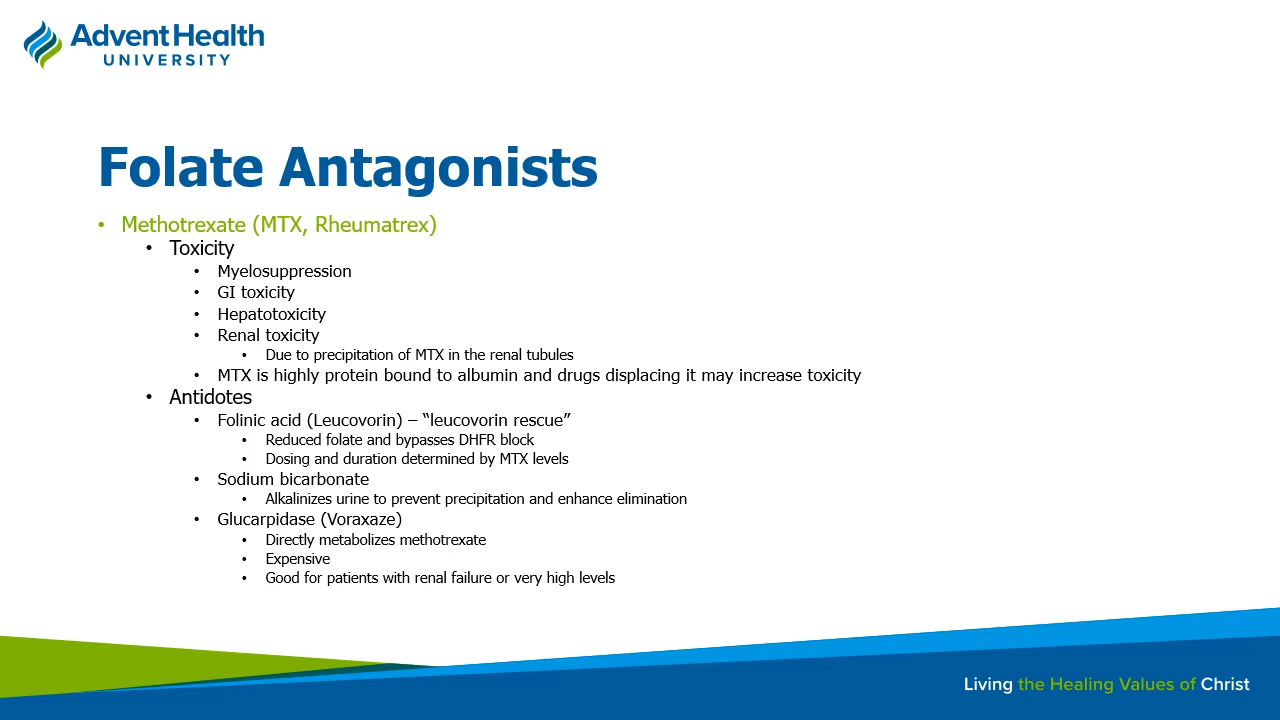 AdventHealth
UNIVERSITY
Folate Antagonists
• Methotrexate (MTX, Rheumatrex)
• Toxicity
• Myelosuppression
• GI toxicity
• Hepatotoxicity
• Renal toxicity
• Due to precipitation of MTX in the renal tubules
• MTX is highly protein bound to albumin and drugs displacing it may increase toxicity
• Antidotes
• Folinic acid (Leucovorin) – “leucovorin rescue”
• Reduced folate and bypasses DHFR block
• Dosing and duration determined by MTX levels
• Sodium bicarbonate
• Alkalinizes urine to prevent precipitation and enhance elimination
• Glucarpidase (Voraxaze)
• Directly metabolizes methotrexate
• Expensive
• Good for patients with renal failure or very high levels
Living the Healing Values of Christ